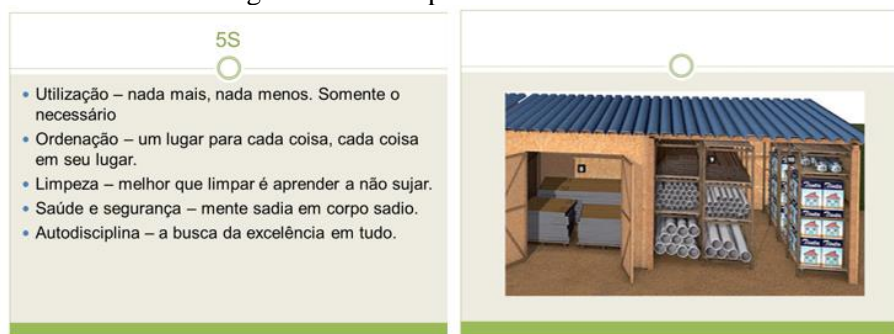 5S
• Utilização – nada mais, nada menos. Somente o
necessário
• Ordenação – um lugar para cada coisa, cada coisa
em seu lugar.
• Limpeza – melhor que limpar é aprender a não sujar.
• Saúde e segurança – mente sadia em corpo sadio.
• Autodisciplina – a busca da excelência em tudo.